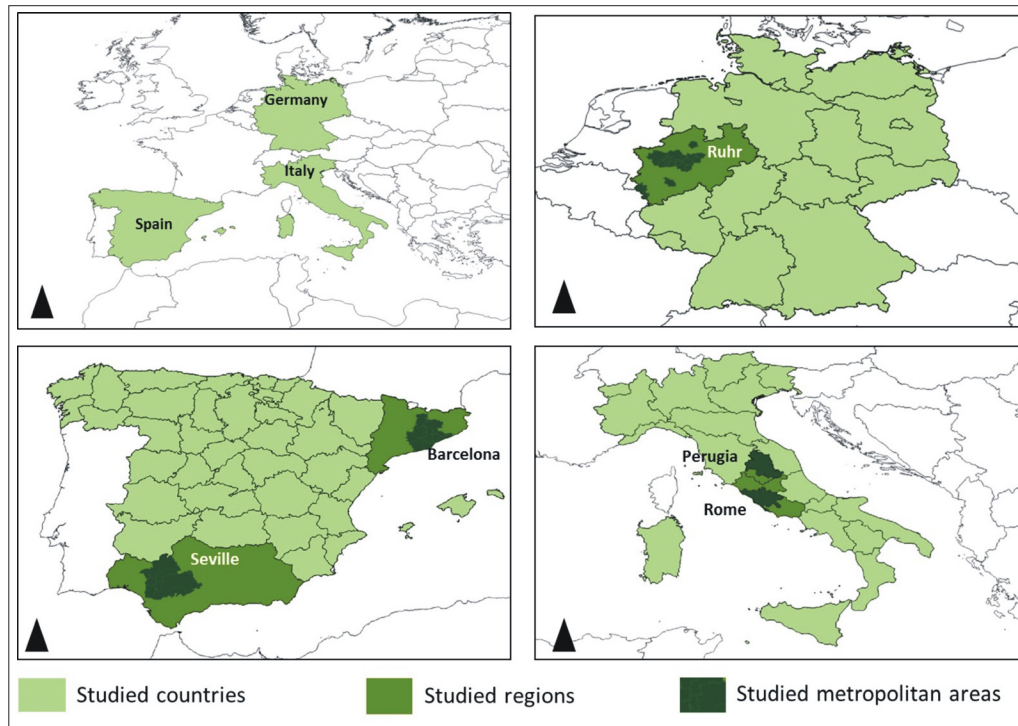 Germany
Italy
Spain
Ruhr
Barcelona
Seville
Perugia
Rome
Studied countries
Studied regions
Studied metropolitan areas